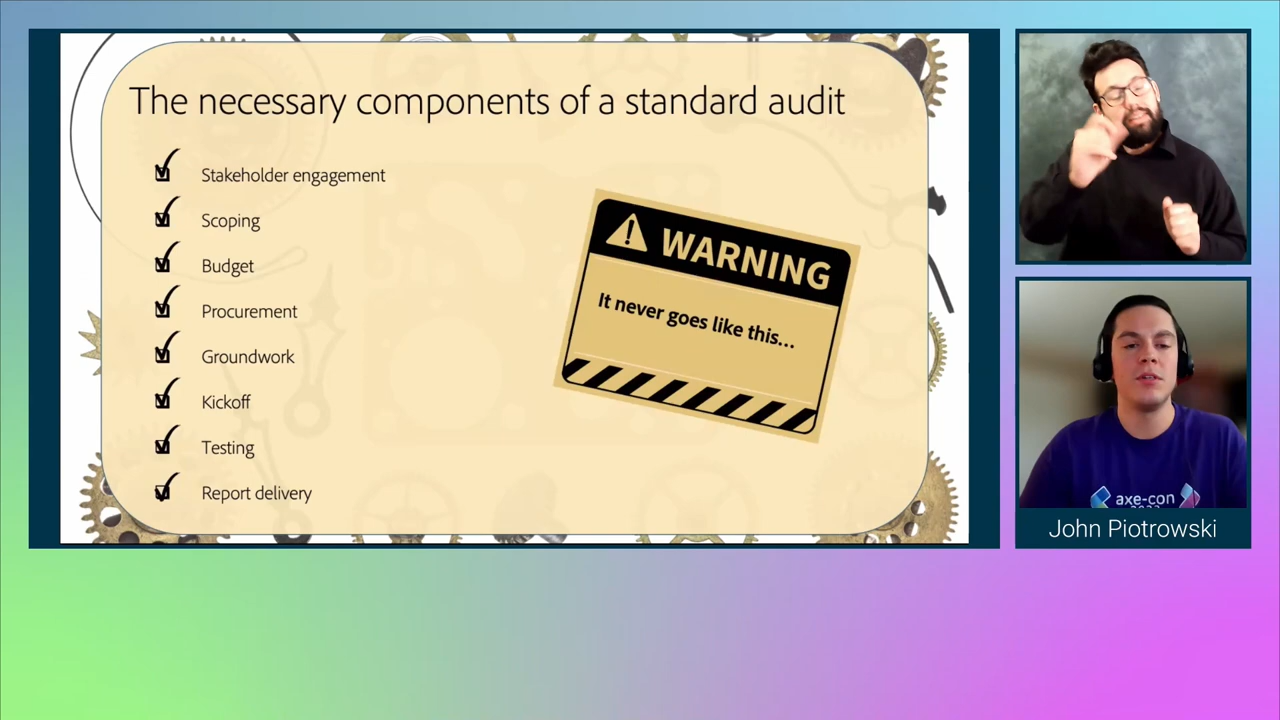 The necessary components of a standard audit
Stakeholder engagement
Scoping
Budget
Procurement
Groundwork
Kickoff
Testing
Report delivery
WARNING
It never goes like this...
axe-con
John Piotrowski